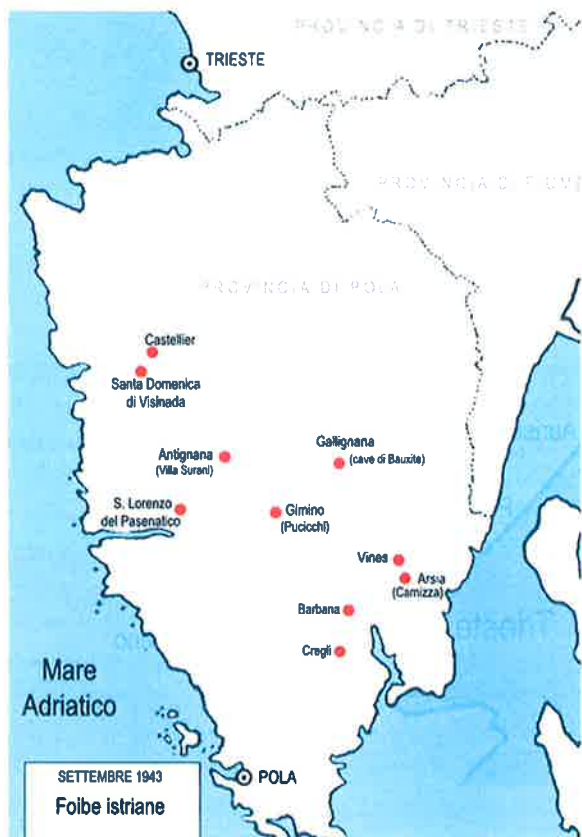 PROVINCIA DI TRIESTE
TRIESTE
PROVINCIA DI FIUME
PROVINCIA DI POLA
Castellier
Santa Domenica
di Visinada
Antignana
(Villa Surani)
Gallignana
(cave di Bauxite)
S. Lorenzo
del Pasenatico
Gimino
(Pucicchi)
Vines
Arsia
(Carnizza)
Barbana
Cregli
Trieste
Mare
Adriatico
POLA
SETTEMBRE 1943
Foibe istriane